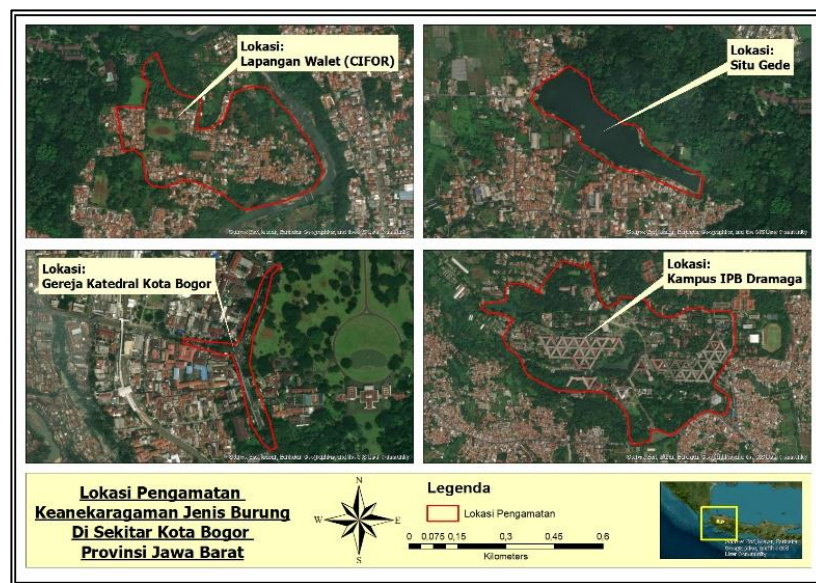 Lokasi:
Lapangan Walet (CIFOR)
Lokasi:
Situ Gede
Lokasi:
Gereja Katedral Kota Bogor
Lokasi:
Kampus IPB Dramaga
Lokasi Pengamatan
Keanekaragaman Jenis Burung
Di Sekitar Kota Bogor
Provinsi Jawa Barat
N
W
E
S
Legenda
Lokasi Pengamatan
0 0,075 0,15 0,3 0,45 0,6
Kilometers